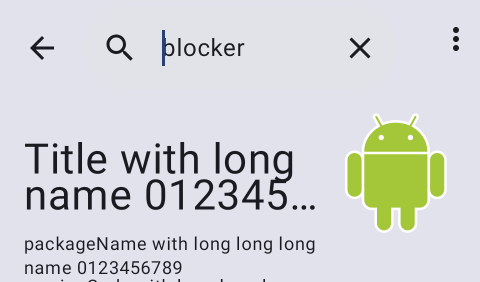 blocker
Title with long
name 012345…
packageName with long long long
name 0123456789